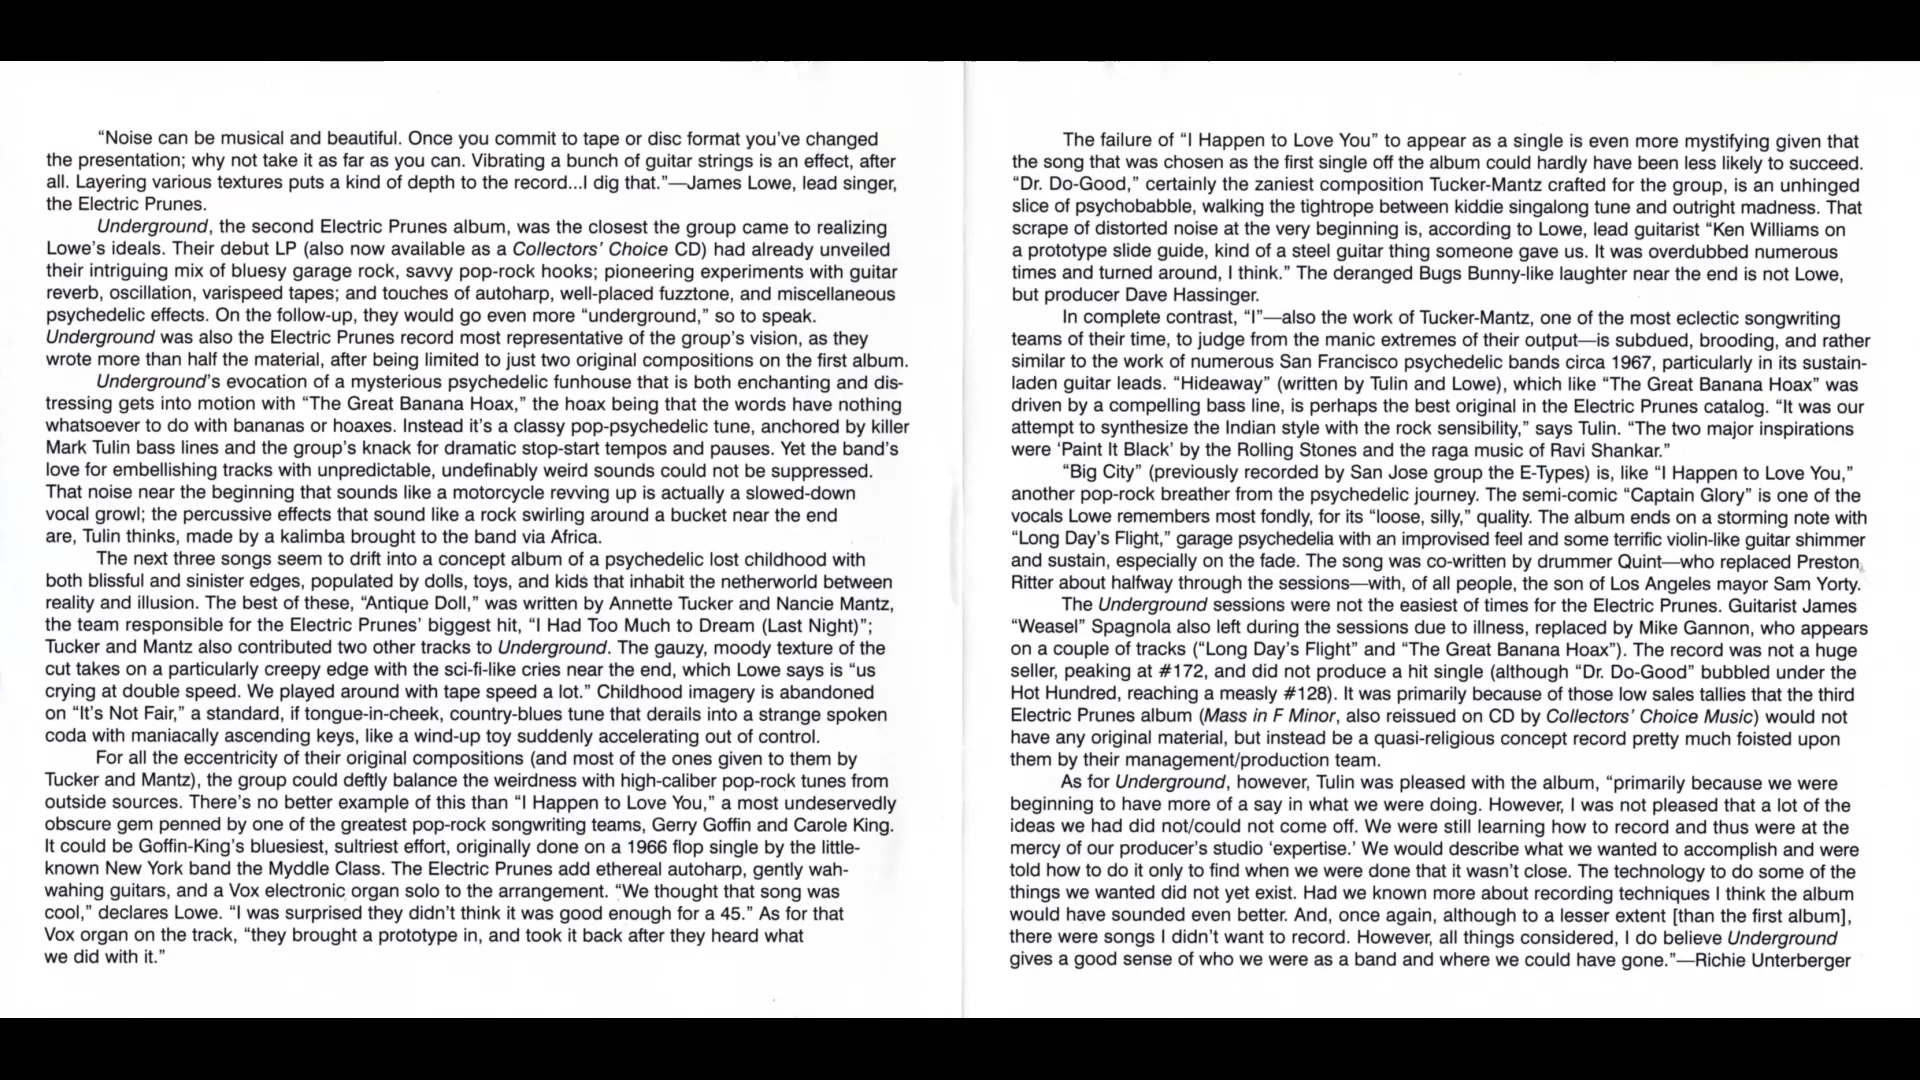 “Noise can be musical and beautiful. Once you commit to tape or disc format you’ve changed
the presentation; why not take it as far as you can. Vibrating a bunch of guitar strings is an effect, after
all. Layering various textures puts a kind of depth to the record...I dig that.”—James Lowe, lead singer,
the Electric Prunes.
Underground, the second Electric Prunes album, was the closest the group came to realizing
Lowe’s ideals. Their debut LP (also now available as a Collectors’ Choice CD) had already unveiled
their intriguing mix of bluesy garage rock, savvy pop-rock hooks; pioneering experiments with guitar
reverb, oscillation, varispeed tapes; and touches of autoharp, well-placed fuzztone, and miscellaneous
psychedelic effects. On the follow-up, they would go even more “underground,” so to speak.
Underground was also the Electric Prunes record most representative of the group’s vision, as they
wrote more than half the material, after being limited to just two original compositions on the first album.
Underground’s evocation of a mysterious psychedelic funhouse that is both enchanting and dis-
tressing gets into motion with “The Great Banana Hoax,” the hoax being that the words have nothing
whatsoever to do with bananas or hoaxes. Instead it’s a classy pop-psychedelic tune, anchored by killer
Mark Tulin bass lines and the group’s knack for dramatic stop-start tempos and pauses. Yet the band’s
love for embellishing tracks with unpredictable, undefinably weird sounds could not be suppressed.
That noise near the beginning that sounds like a motorcycle revving up is actually a slowed-down
vocal growl; the percussive effects that sound like a rock swirling around a bucket near the end
are, Tulin thinks, made by a kalimba brought to the band via Africa.
The next three songs seem to drift into a concept album of a psychedelic lost childhood with
both blissful and sinister edges, populated by dolls, toys, and kids that inhabit the netherworld between
reality and illusion. The best of these, “Antique Doll,” was written by Annette Tucker and Nancie Mantz,
the team responsible for the Electric Prunes’ biggest hit, “I Had Too Much to Dream (Last Night)”;
Tucker and Mantz also contributed two other tracks to Underground. The gauzy, moody texture of the
cut takes on a particularly creepy edge with the sci-fi-like cries near the end, which Lowe says is “us
crying at double speed. We played around with tape speed a lot.” Childhood imagery is abandoned
on “It’s Not Fair,” a standard, if tongue-in-cheek, country-blues tune that derails into a strange spoken
coda with maniacally ascending keys, like a wind-up toy suddenly accelerating out of control.
For all the eccentricity of their original compositions (and most of the ones given to them by
Tucker and Mantz), the group could deftly balance the weirdness with high-caliber pop-rock tunes from
outside sources. There’s no better example of this than “I Happen to Love You,” a most undeservedly
obscure gem penned by one of the greatest pop-rock songwriting teams, Gerry Goffin and Carole King.
It could be Goffin-King’s bluesiest, sultriest effort, originally done on a 1966 flop single by the little-
known New York band the Myddle Class. The Electric Prunes add ethereal autoharp, gently wah-
wahing guitars, and a Vox electronic organ solo to the arrangement. “We thought that song was
cool,” declares Lowe. “I was surprised they didn’t think it was good enough for a 45.” As for that
Vox organ on the track, “they brought a prototype in, and took it back after they heard what
we did with it.”
The failure of “I Happen to Love You” to appear as a single is even more mystifying given that
the song that was chosen as the first single off the album could hardly have been less likely to succeed.
“Dr. Do-Good,” certainly the zaniest composition Tucker-Mantz crafted for the group, is an unhinged
slice of psychobabble, walking the tightrope between kiddie singalong tune and outright madness. That
scrape of distorted noise at the very beginning is, according to Lowe, lead guitarist “Ken Williams on
a prototype slide guide, kind of a steel guitar thing someone gave us. It was overdubbed numerous
times and turned around, I think.” The deranged Bugs Bunny-like laughter near the end is not Lowe,
but producer Dave Hassinger.
In complete contrast, “I”—also the work of Tucker-Mantz, one of the most eclectic songwriting
teams of their time, to judge from the manic extremes of their output—is subdued, brooding, and rather
similar to the work of numerous San Francisco psychedelic bands circa 1967, particularly in its sustain-
laden guitar leads. “Hideaway” (written by Tulin and Lowe), which like “The Great Banana Hoax” was
driven by a compelling bass line, is perhaps the best original in the Electric Prunes catalog. “It was our
attempt to synthesize the Indian style with the rock sensibility,” says Tulin. “The two major inspirations
were ‘Paint It Black’ by the Rolling Stones and the raga music of Ravi Shankar.”
“Big City” (previously recorded by San Jose group the E-Types) is, like “I Happen to Love You,”
another pop-rock breather from the psychedelic journey. The semi-comic “Captain Glory” is one of the
vocals Lowe remembers most fondly, for its “loose, silly,” quality. The album ends on a storming note with
“Long Day’s Flight,” garage psychedelia with an improvised feel and some terrific violin-like guitar shimmer
and sustain, especially on the fade. The song was co-written by drummer Quint—who replaced Preston
Ritter about halfway through the sessions—with, of all people, the son of Los Angeles mayor Sam Yorty.
The Underground sessions were not the easiest of times for the Electric Prunes. Guitarist James
“Weasel” Spagnola also left during the sessions due to illness, replaced by Mike Gannon, who appears
on a couple of tracks (“Long Day’s Flight” and “The Great Banana Hoax”). The record was not a huge
seller, peaking at #172, and did not produce a hit single (although “Dr. Do-Good” bubbled under the
Hot Hundred, reaching a measly #128). It was primarily because of those low sales tallies that the third
Electric Prunes album (Mass in F Minor, also reissued on CD by Collectors’ Choice Music) would not
have any original material, but instead be a quasi-religious concept record pretty much foisted upon
them by their management/production team.
As for Underground, however, Tulin was pleased with the album, “primarily because we were
beginning to have more of a say in what we were doing. However, I was not pleased that a lot of the
ideas we had did not/could not come off. We were still learning how to record and thus were at the
mercy of our producer’s studio ‘expertise.’ We would describe what we wanted to accomplish and were
told how to do it only to find when we were done that it wasn’t close. The technology to do some of the
things we wanted did not yet exist. Had we known more about recording techniques I think the album
would have sounded even better. And, once again, although to a lesser extent [than the first album],
there were songs I didn’t want to record. However, all things considered, I do believe Underground
gives a good sense of who we were as a band and where we could have gone.”—Richie Unterberger